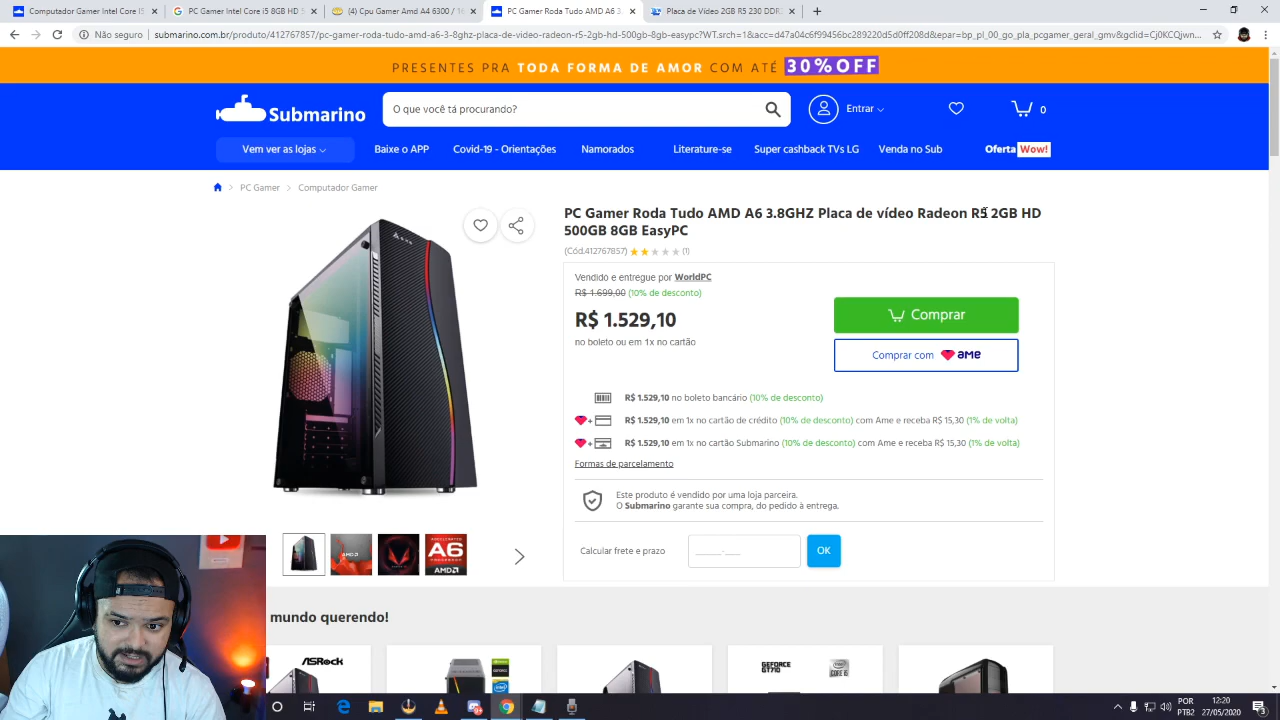 Computador Gamer Intel Core i5
PC Gamer Intel Core i5 8GB HD 5
(4) Cpu Gamer Amd A4 6300 / 16
PC Gamer Roda Tudo AMD A6 3.
Placa de Vídeo 2GB R5 230 DDR
Não seguro
submarino.com.br/produto/412767857/pc-gamer-roda-tudo-amd-a6-3-8ghz-placa-de-video-radeon-r5-2gb-hd-500gb-8gb-easypc?WT.srch=1&acc=d47a04c6f99456bc289220d5d0ff208d&epar=bp_pl_00_go_pla_pcgamer_geral_gmv&gclid=Cj0KCQjwn...
PRESENTES PRA TODA FORMA DE AMOR COM ATÉ 30%OFF
Submarino
O que você tá procurando?
Entrar
0
Vem ver as lojas
Baixe o APP
Covid-19 - Orientações
Namorados
Literature-se
Super cashback TVs LG
Venda no Sub
Oferta Wow!
PC Gamer
Computador Gamer
PC Gamer Roda Tudo AMD A6 3.8GHZ Placa de vídeo Radeon R5 2GB HD
500GB 8GB EasyPC
(Cód.412767857) (1)
Vendido e entregue por WorldPC
R$ 1.699,00 (10% de desconto)
R$ 1.529,10
no boleto ou em 1x no cartão
Comprar
Comprar com ame
R$ 1.529,10 no boleto bancário (10% de desconto)
+ R$ 1.529,10 em 1x no cartão de crédito (10% de desconto) com Ame e receba R$ 15,30 (1% de volta)
+ R$ 1.529,10 em 1x no cartão Submarino (10% de desconto) com Ame e receba R$ 15,30 (1% de volta)
Formas de parcelamento
Este produto é vendido por uma loja parceira.
O Submarino garante sua compra, do pedido à entrega.
Calcular frete e prazo
OK
AMD
A6
AMD
mundo querendo!
ASRock
GEFORCE
GT710
POR
PTB2
12:20
27/05/2020